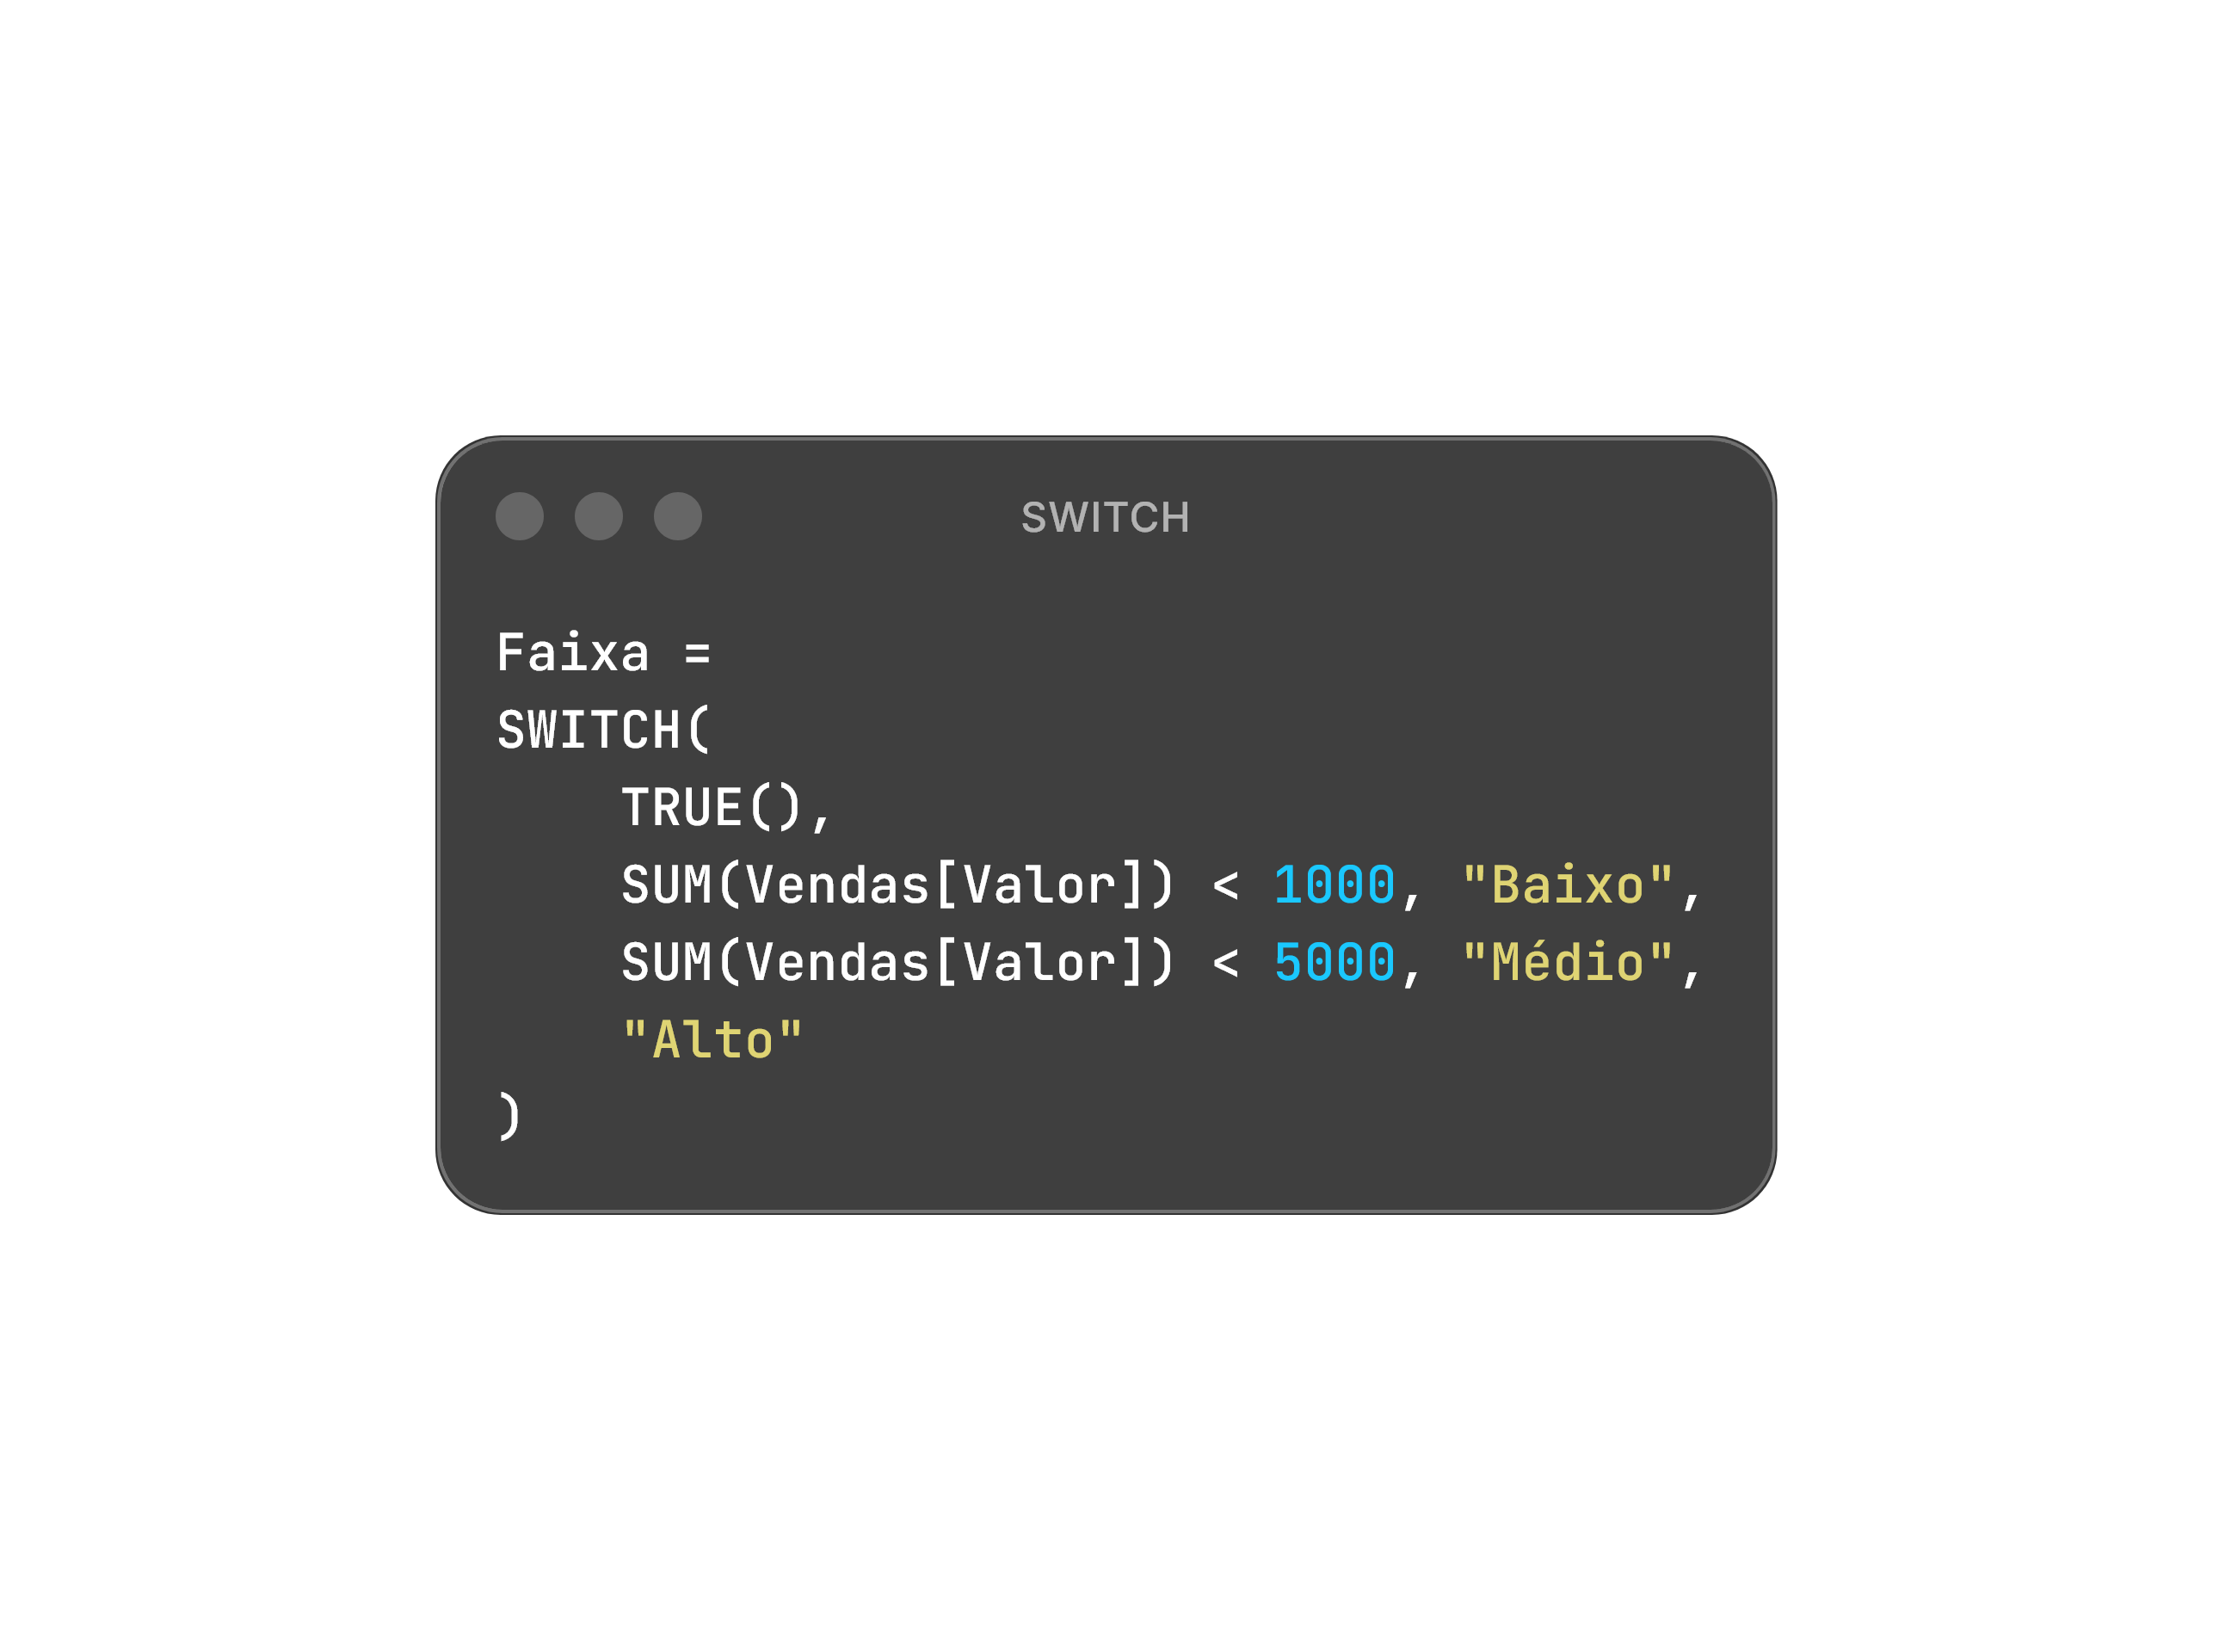 SWITCH
Faixa =
SWITCH(
    TRUE(),
    SUM(Vendas[Valor]) < 1000, "Baixo",
    SUM(Vendas[Valor]) < 5000, "Médio",
    "Alto"
)